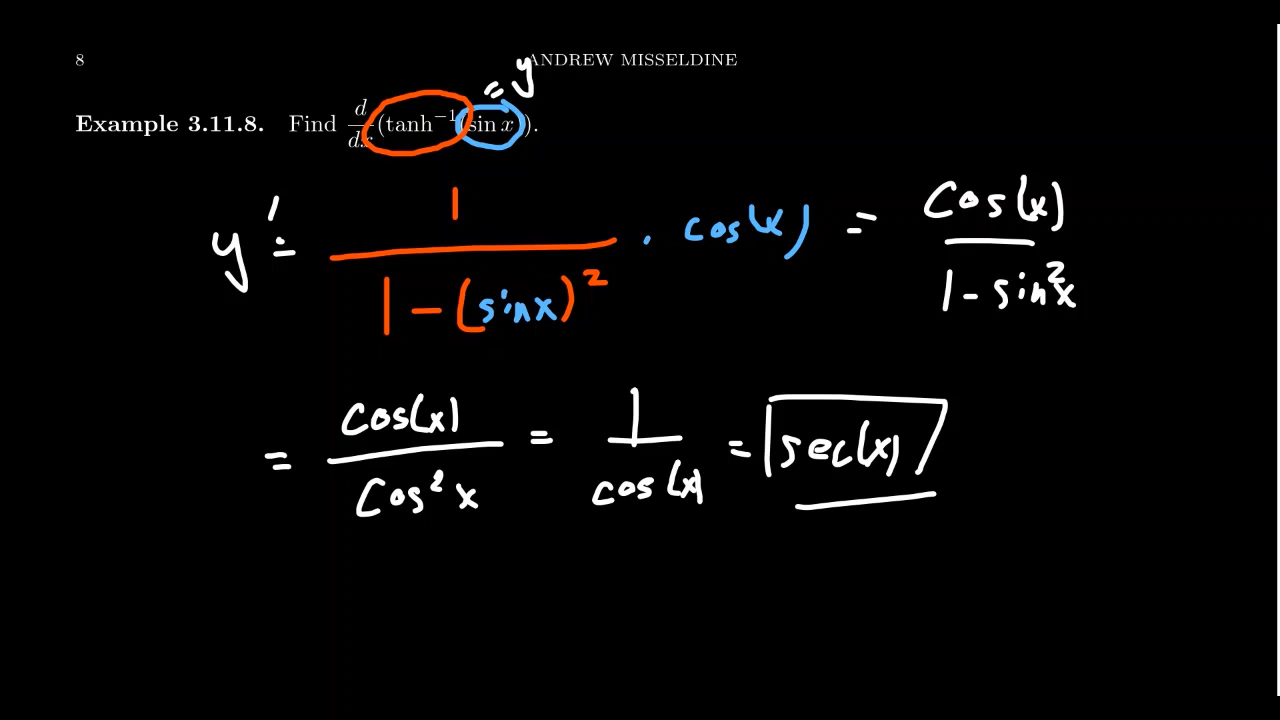 8 ANDREW MISSELDINE
= y
Example 3.11.8. Find d/dx (tanh⁻¹(sin x)).
y' = 1 / (1 - (sinx)²) · cos(x) = cos(x) / (1 - sin²x)
= cos(x) / cos²x = 1 / cos(x) = sec(x)